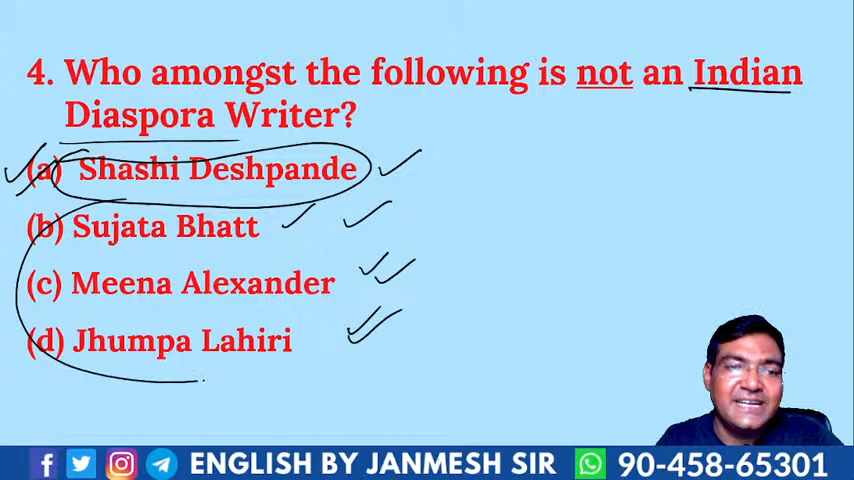 4. Who amongst the following is not an Indian
Diaspora Writer?
(a) Shashi Deshpande
(b) Sujata Bhatt
(c) Meena Alexander
(d) Jhumpa Lahiri
ENGLISH BY JANMESH SIR 90-458-65301